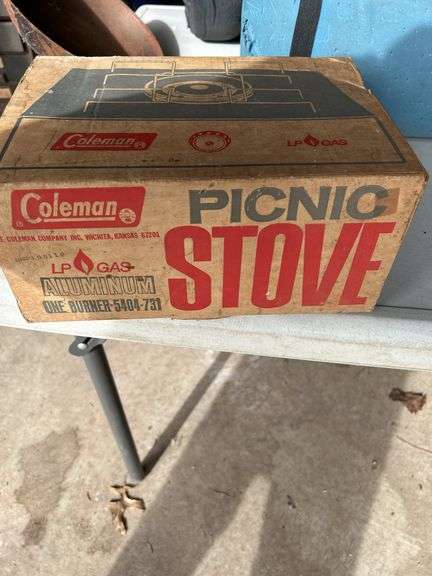 Coleman
LP GAS
Coleman
THE COLEMAN COMPANY INC. WICHITA, KANSAS 67201
LP GAS
ALUMINUM
ONE BURNER-5404-731
PICNIC
STOVE